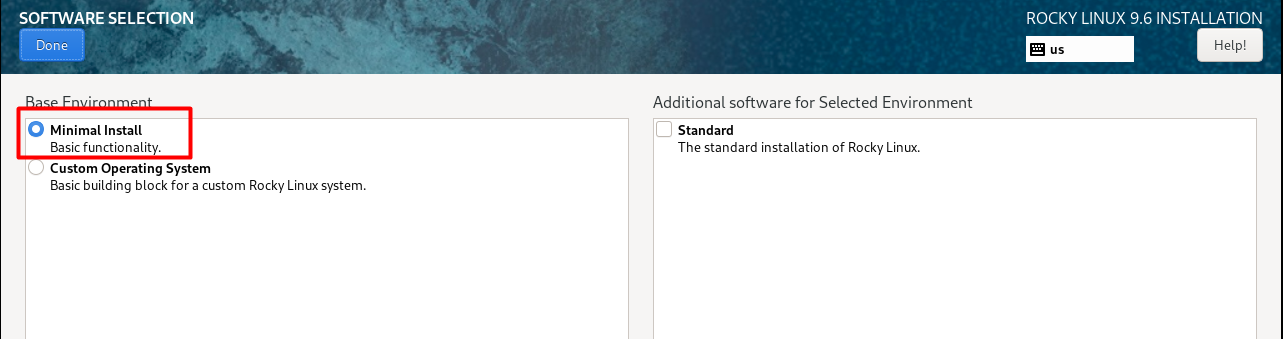 SOFTWARE SELECTION
Done
ROCKY LINUX 9.6 INSTALLATION
us
Help!
Base Environment
Minimal Install
Basic functionality.
Custom Operating System
Basic building block for a custom Rocky Linux system.
Additional software for Selected Environment
Standard
The standard installation of Rocky Linux.